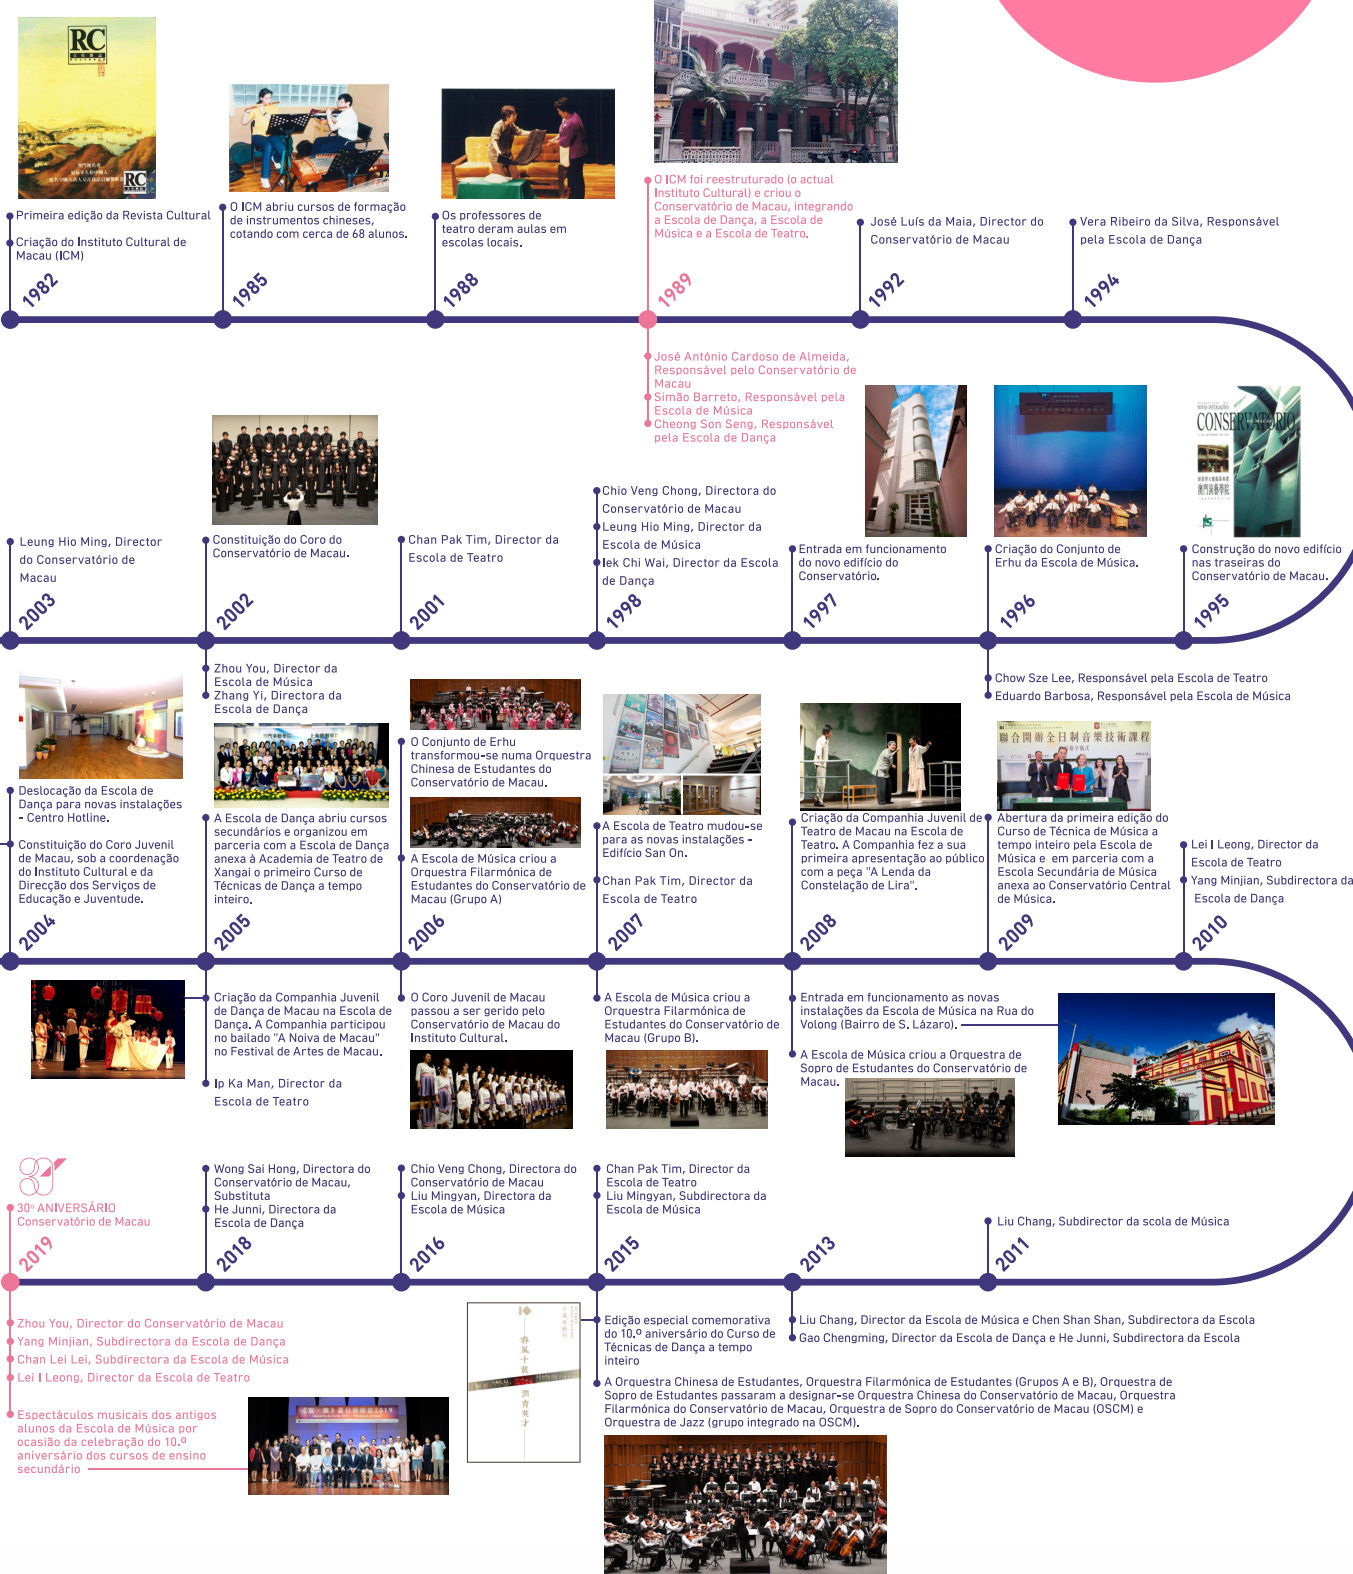 RC
RC
Primeira edição da Revista Cultural
Criação do Instituto Cultural de
Macau (ICM)
1982
O ICM abriu cursos de formação
de instrumentos chineses,
cotando com cerca de 68 alunos.
1985
Os professores de
teatro deram aulas em
escolas locais.
1988
O ICM foi reestruturado (o actual
Instituto Cultural) e criou o
Conservatório de Macau, integrando
a Escola de Dança, a Escola de
Música e a Escola de Teatro.
1989
José António Cardoso de Almeida,
Responsável pelo Conservatório de
Macau
Simão Barreto, Responsável pela
Escola de Música
Cheong Son Seng, Responsável
pela Escola de Dança
José Luís da Maia, Director do
Conservatório de Macau
1992
Vera Ribeiro da Silva, Responsável
pela Escola de Dança
1994
CONSERVATÓRIO
澳門演藝學院
Construção do novo edifício
nas traseiras do
Conservatório de Macau.
1995
Criação do Conjunto de
Erhu da Escola de Música.
1996
Chow Sze Lee, Responsável pela Escola de Teatro
Eduardo Barbosa, Responsável pela Escola de Música
Entrada em funcionamento
do novo edifício do
Conservatório.
1997
Chio Veng Chong, Directora do
Conservatório de Macau
Leung Hio Ming, Director da
Escola de Música
Iek Chi Wai, Director da Escola
de Dança
1998
Chan Pak Tim, Director da
Escola de Teatro
2001
Constituição do Coro do
Conservatório de Macau.
2002
Zhou You, Director da
Escola de Música
Zhang Yi, Directora da
Escola de Dança
Leung Hio Ming, Director
do Conservatório de
Macau
2003
Deslocação da Escola de
Dança para novas instalações
- Centro Hotline.
Constituição do Coro Juvenil
de Macau, sob a coordenação
do Instituto Cultural e da
Direcção dos Serviços de
Educação e Juventude.
2004
A Escola de Dança abriu cursos
secundários e organizou em
parceria com a Escola de Dança
anexa à Academia de Teatro de
Xangai o primeiro Curso de
Técnicas de Dança a tempo
inteiro.
2005
Criação da Companhia Juvenil
de Dança de Macau na Escola de
Dança. A Companhia participou
no bailado "A Noiva de Macau"
no Festival de Artes de Macau.
Ip Ka Man, Director da
Escola de Teatro
O Conjunto de Erhu
transformou-se numa Orquestra
Chinesa de Estudantes do
Conservatório de Macau.
A Escola de Música criou a
Orquestra Filarmónica de
Estudantes do Conservatório de
Macau (Grupo A)
2006
O Coro Juvenil de Macau
passou a ser gerido pelo
Conservatório de Macau do
Instituto Cultural.
A Escola de Teatro mudou-se
para as novas instalações -
Edifício San On.
Chan Pak Tim, Director da
Escola de Teatro
2007
A Escola de Música criou a
Orquestra Filarmónica de
Estudantes do Conservatório de
Macau (Grupo B).
Criação da Companhia Juvenil de
Teatro de Macau na Escola de
Teatro. A Companhia fez a sua
primeira apresentação ao público
com a peça "A Lenda da
Constelação de Lira".
2008
Entrada em funcionamento as novas
instalações da Escola de Música na Rua do
Volong (Bairro de S. Lázaro).
A Escola de Música criou a Orquestra de
Sopro de Estudantes do Conservatório de
Macau.
聯合開辦全日制音樂技術課程
Abertura da primeira edição do
Curso de Técnica de Música a
tempo inteiro pela Escola de
Música e em parceria com a
Escola Secundária de Música
anexa ao Conservatório Central
de Música.
2009
Lei I Leong, Director da
Escola de Teatro
Yang Minjian, Subdirectora da
Escola de Dança
2010
Liu Chang, Subdirector da scola de Música
2011
2013
Liu Chang, Director da Escola de Música e Chen Shan Shan, Subdirectora da Escola
Gao Chengming, Director da Escola de Dança e He Junni, Subdirectora da Escola
Chan Pak Tim, Director da
Escola de Teatro
Liu Mingyan, Subdirectora da
Escola de Música
2015
Edição especial comemorativa
do 10.º aniversário do Curso de
Técnicas de Dança a tempo
inteiro
A Orquestra Chinesa de Estudantes, Orquestra Filarmónica de Estudantes (Grupos A e B), Orquestra de
Sopro de Estudantes passaram a designar-se Orquestra Chinesa do Conservatório de Macau, Orquestra
Filarmónica do Conservatório de Macau, Orquestra de Sopro do Conservatório de Macau (OSCM) e
Orquestra de Jazz (grupo integrado na OSCM).
Chio Veng Chong, Directora do
Conservatório de Macau
Liu Mingyan, Directora da
Escola de Música
2016
Wong Sai Hong, Directora do
Conservatório de Macau,
Substituta
He Junni, Directora da
Escola de Dança
2018
30º ANIVERSÁRIO
Conservatório de Macau
2019
Zhou You, Director do Conservatório de Macau
Yang Minjian, Subdirectora da Escola de Dança
Chan Lei Lei, Subdirectora da Escola de Música
Lei I Leong, Director da Escola de Teatro
Espectáculos musicais dos antigos
alunos da Escola de Música por
ocasião da celebração do 10.º
aniversário dos cursos de ensino
secundário